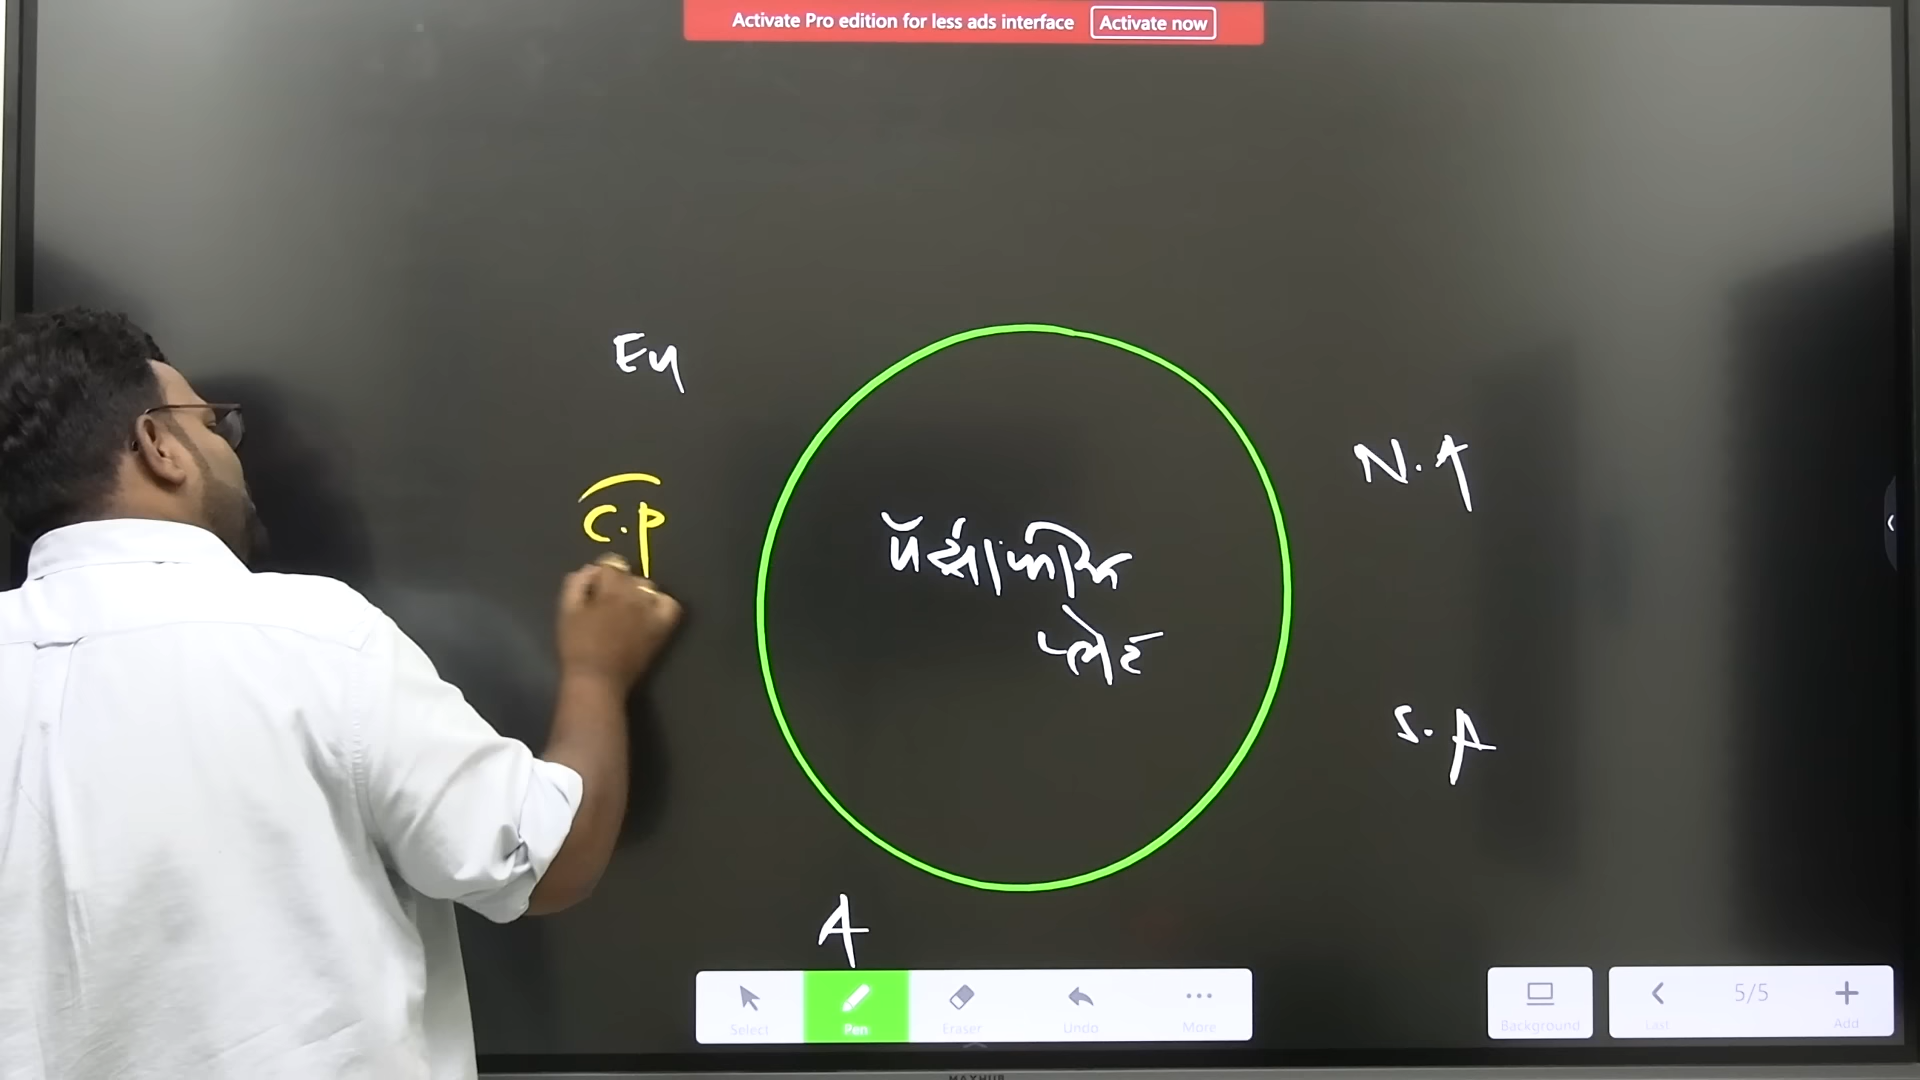 Activate Pro edition for less ads interface Activate now
Eu
N.A
C.P
प्लेट
S.A
A
Select Pen Eraser Undo More
Background
Last 5/5 Add
MAXHUB